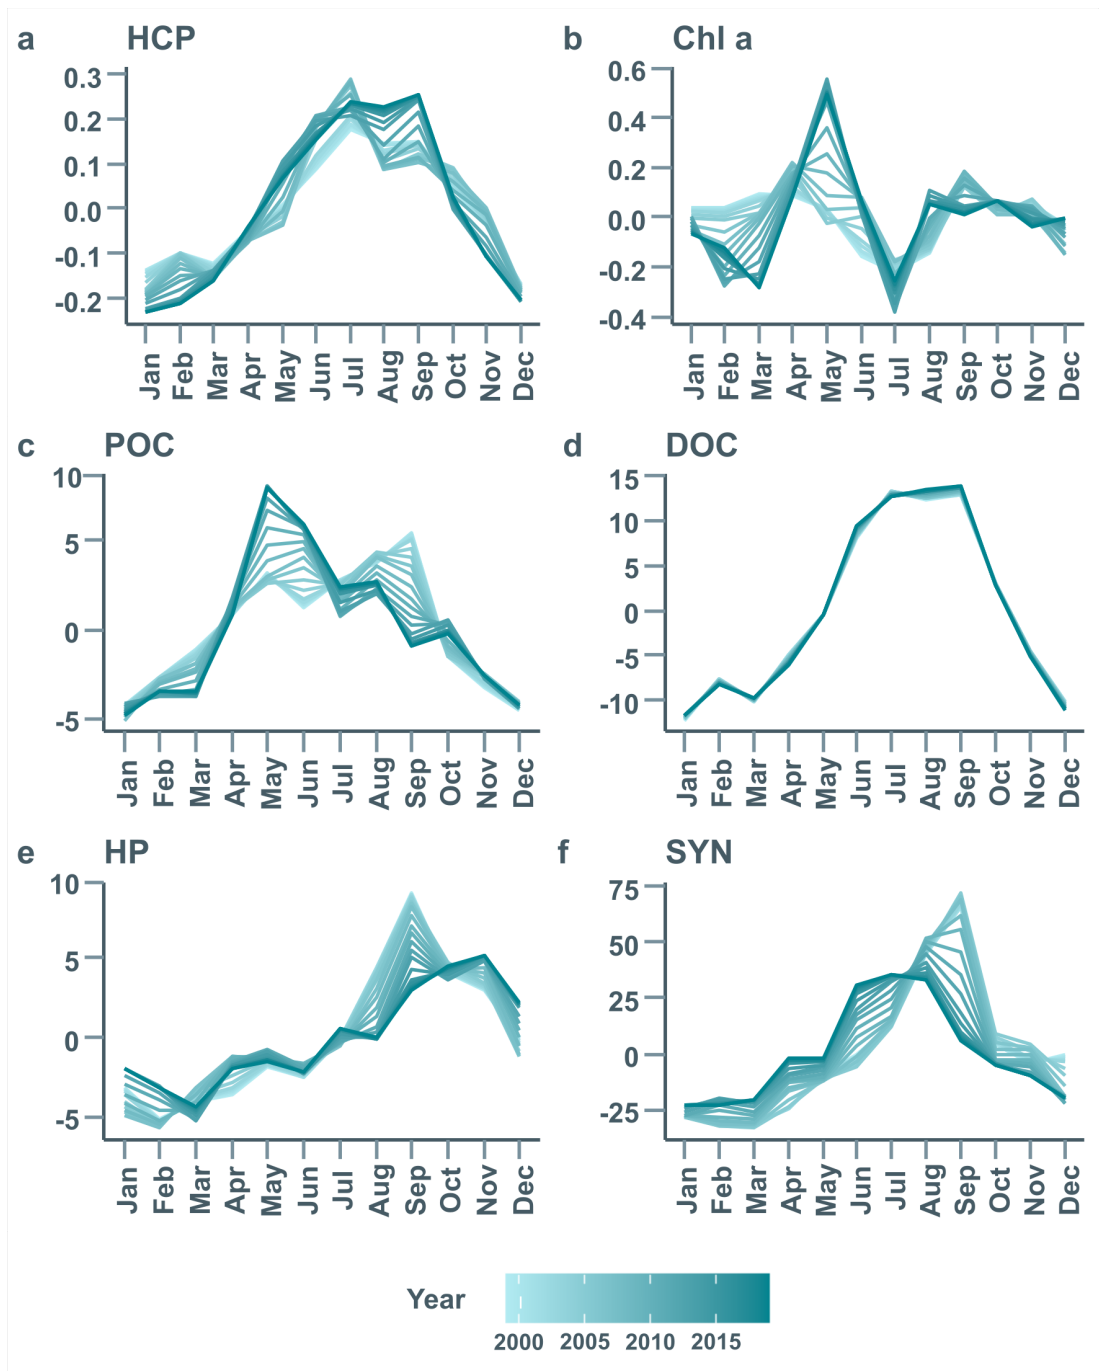 a HCP
0.3
0.2
0.1
0.0
-0.1
-0.2
Jan Feb Mar Apr May Jun Jul Aug Sep Oct Nov Dec
b Chl a
0.6
0.4
0.2
0.0
-0.2
-0.4
Jan Feb Mar Apr May Jun Jul Aug Sep Oct Nov Dec
c POC
10
5
0
-5
Jan Feb Mar Apr May Jun Jul Aug Sep Oct Nov Dec
d DOC
15
10
5
0
-5
-10
Jan Feb Mar Apr May Jun Jul Aug Sep Oct Nov Dec
e HP
10
5
0
-5
Jan Feb Mar Apr May Jun Jul Aug Sep Oct Nov Dec
f SYN
75
50
25
0
-25
Jan Feb Mar Apr May Jun Jul Aug Sep Oct Nov Dec
Year
2000 2005 2010 2015